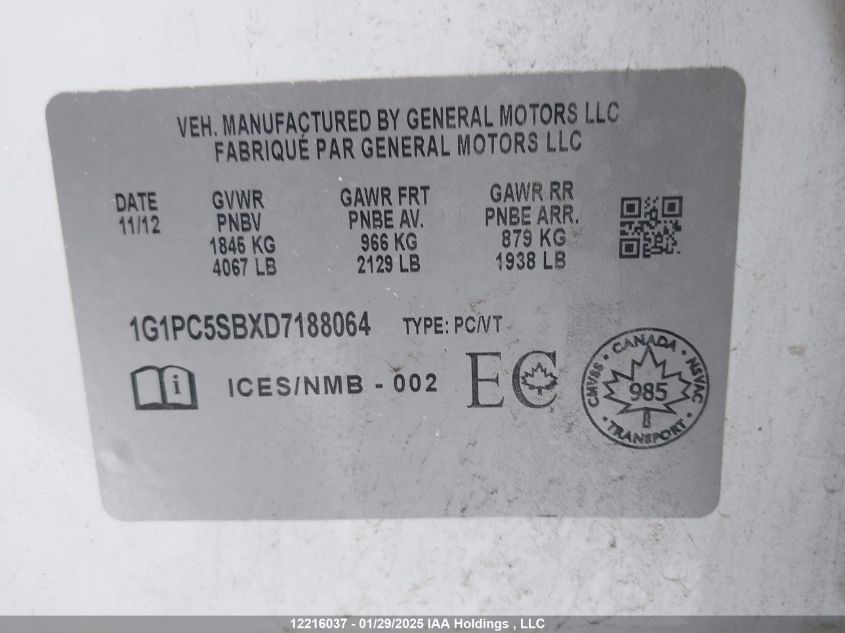 VEH. MANUFACTURED BY GENERAL MOTORS LLC
FABRIQUÉ PAR GENERAL MOTORS LLC
DATE
11/12
GVWR
PNBV
1845 KG
4067 LB
GAWR FRT
PNBE AV.
966 KG
2129 LB
GAWR RR
PNBE ARR.
879 KG
1938 LB
1G1PC5SBXD7188064 TYPE: PC/VT
i ICES/NMB - 002 EC
CANADA
CMVSS 985 NSVAC
TRANSPORT
12216037 - 01/29/2025 IAA Holdings , LLC